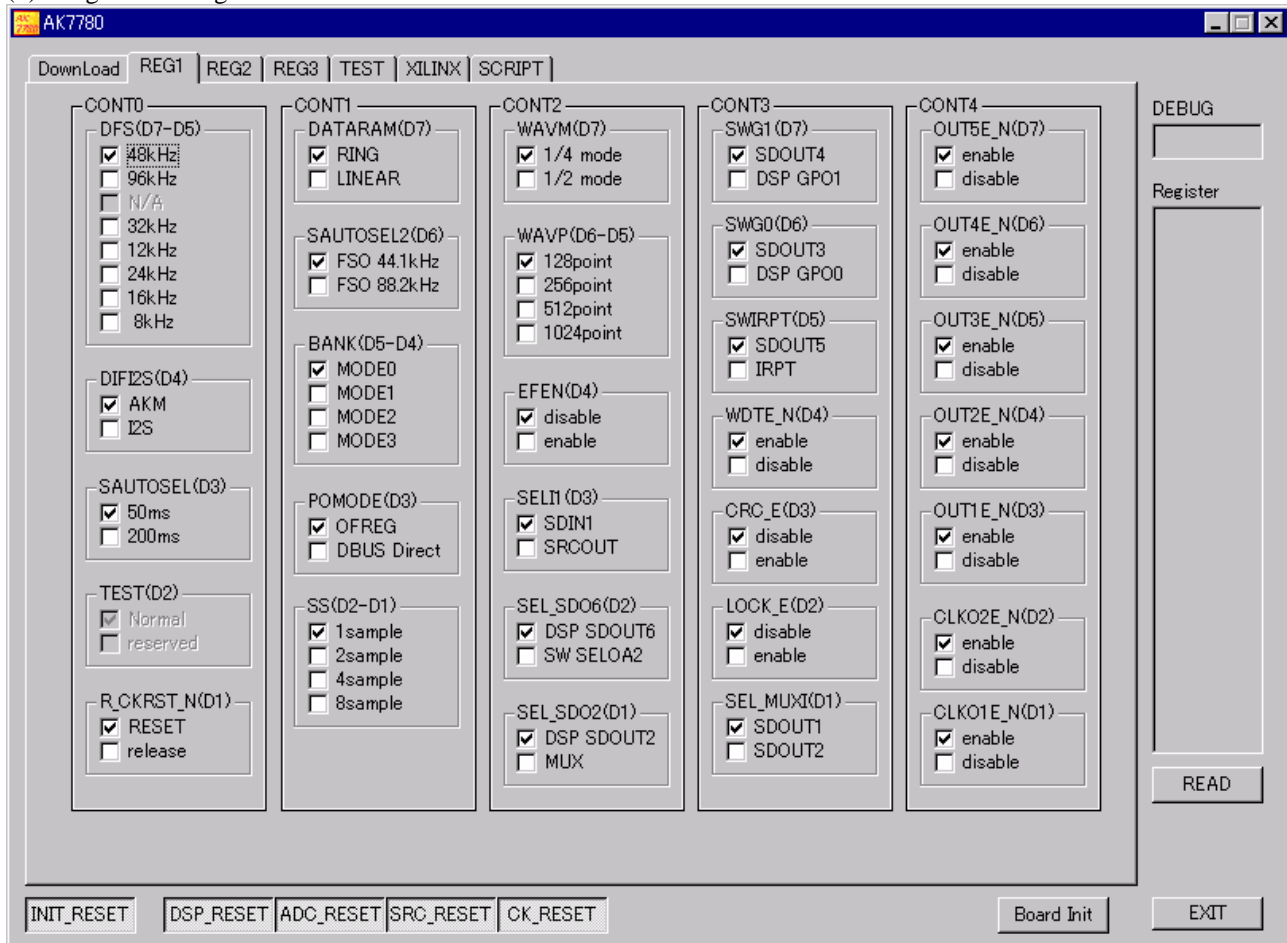 AK7780
DownLoad REG1 REG2 REG3 TEST XILINX SCRIPT
CONT0
DFS(D7-D5)
48kHz
96kHz
N/A
32kHz
12kHz
24kHz
16kHz
8kHz
DIFI2S(D4)
AKM
I2S
SAUTOSEL(D3)
50ms
200ms
TEST(D2)
Normal
reserved
R_CKRST_N(D1)
RESET
release
CONT1
DATARAM(D7)
RING
LINEAR
SAUTOSEL2(D6)
FSO 44.1kHz
FSO 88.2kHz
BANK(D5-D4)
MODE0
MODE1
MODE2
MODE3
POMODE(D3)
OFREG
DBUS Direct
SS(D2-D1)
1sample
2sample
4sample
8sample
CONT2
WAVM(D7)
1/4 mode
1/2 mode
WAVP(D6-D5)
128point
256point
512point
1024point
EFEN(D4)
disable
enable
SELI1(D3)
SDIN1
SRCOUT
SEL_SDO6(D2)
DSP SDOUT6
SW SELOA2
SEL_SDO2(D1)
DSP SDOUT2
MUX
CONT3
SWG1(D7)
SDOUT4
DSP GPO1
SWG0(D6)
SDOUT3
DSP GPO0
SWIRPT(D5)
SDOUT5
IRPT
WDTE_N(D4)
enable
disable
CRC_E(D3)
disable
enable
LOCK_E(D2)
disable
enable
SEL_MUXI(D1)
SDOUT1
SDOUT2
CONT4
OUT5E_N(D7)
enable
disable
OUT4E_N(D6)
enable
disable
OUT3E_N(D5)
enable
disable
OUT2E_N(D4)
enable
disable
OUT1E_N(D3)
enable
disable
CLKO2E_N(D2)
enable
disable
CLKO1E_N(D1)
enable
disable
DEBUG
Register
READ
INIT_RESET DSP_RESET ADC_RESET SRC_RESET CK_RESET Board Init EXIT